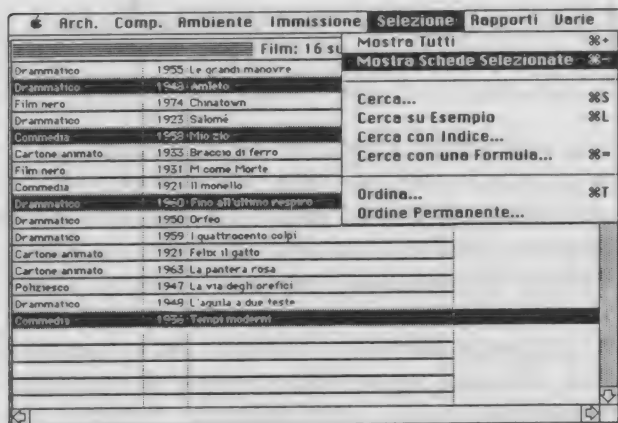 Arch. Comp. Ambiente Immissione Selezione Rapporti Varie
Film: 16 su
Mostra Tutti ⌘+
Mostra Schede Selezionate ⌘-
Cerca... ⌘S
Cerca su Esempio ⌘L
Cerca con Indice...
Cerca con una Formula... ⌘=
Ordina... ⌘T
Ordine Permanente...
Drammatico 1955 Le grandi manovre
Drammatico 1948 Amleto
Film nero 1974 Chinatown
Drammatico 1923 Salomé
Commedia 1958 Mio zio
Cartone animato 1933 Braccio di ferro
Film nero 1931 M come Morte
Commedia 1921 Il monello
Drammatico 1960 Fino all'ultimo respiro
Drammatico 1950 Orfeo
Drammatico 1959 I quattrocento colpi
Cartone animato 1921 Felix il gatto
Cartone animato 1963 La pantera rosa
Poliziesco 1947 La via degli orefici
Drammatico 1948 L'aquila a due teste
Commedia 1936 Tempi moderni